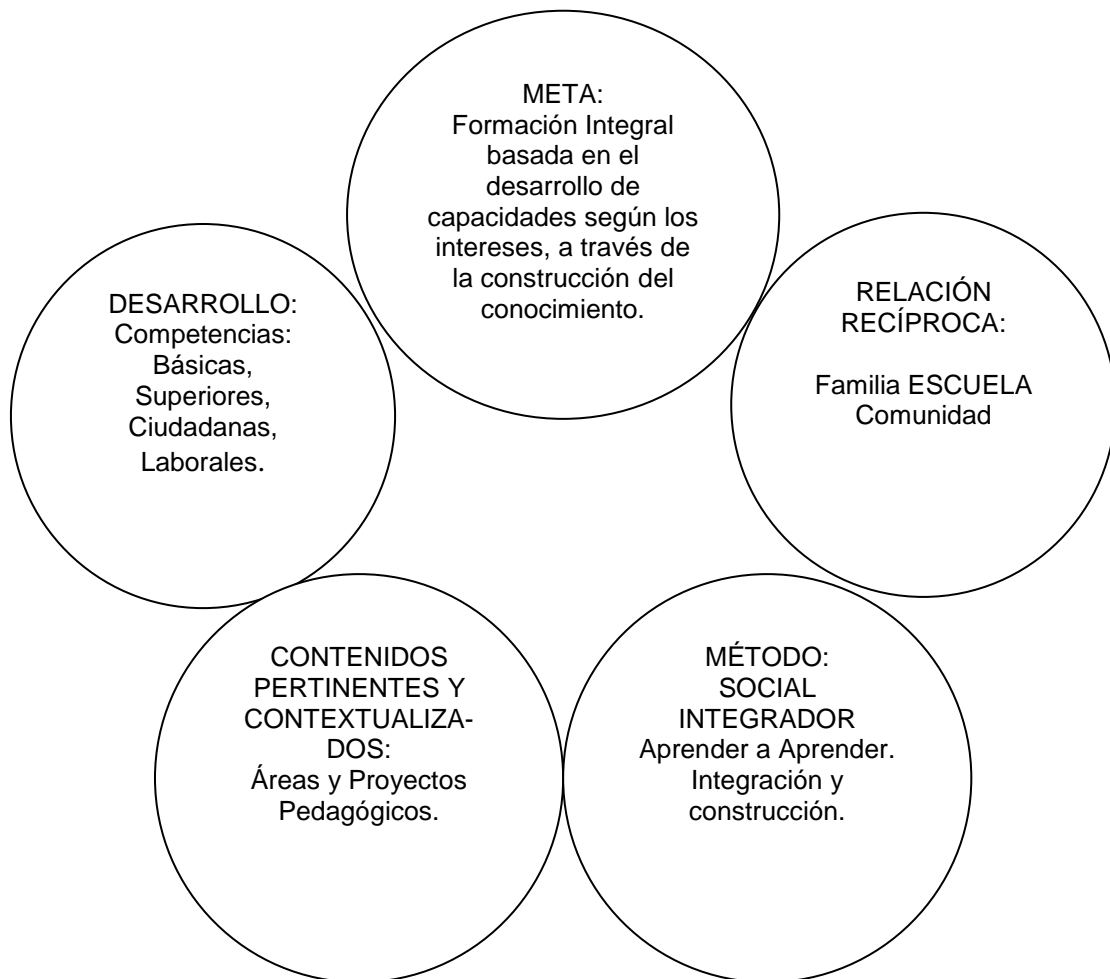 META:
Formación Integral
basada en el
desarrollo de
capacidades según los
intereses, a través de
la construcción del
conocimiento.
DESARROLLO:
Competencias:
Básicas,
Superiores,
Ciudadanas,
Laborales.
RELACIÓN
RECÍPROCA:
Familia ESCUELA
Comunidad
CONTENIDOS
PERTINENTES Y
CONTEXTUALIZA-
DOS:
Áreas y Proyectos
Pedagógicos.
MÉTODO:
SOCIAL
INTEGRADOR
Aprender a Aprender.
Integración y
construcción.